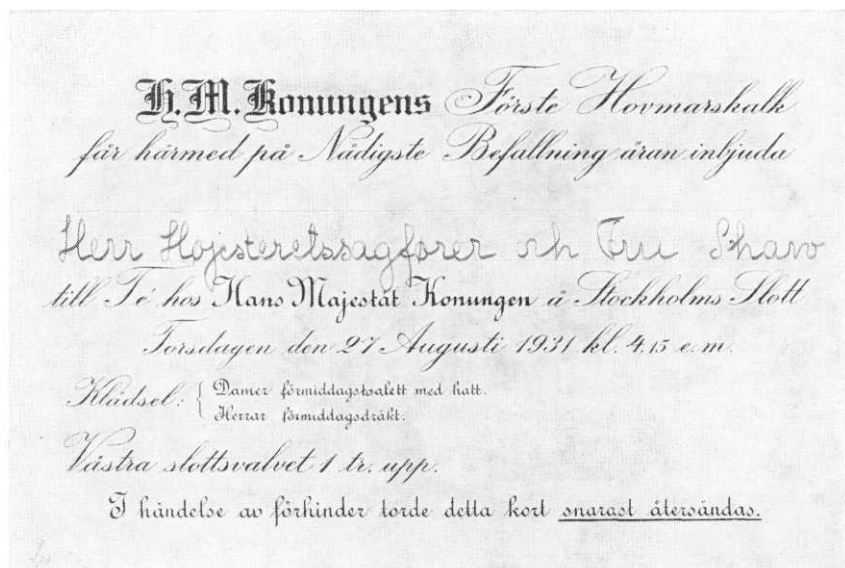 H. M. Konungens Förste Hovmarskalk
får härmed på Nådigste Befallning äran inbjuda
Herr Højesteretssagfører och Fru Shaw
till Té hos Hans Majestät Konungen å Stockholms Slott
Torsdagen den 27 Augusti 1931 kl. 4,15 e. m.
Klädsel: { Damer förmiddagstoalett med hatt.
Herrar förmiddagsdräkt.
Västra slottsvalvet 1 tr. upp.
I händelse av förhinder torde detta kort snarast återsändas.